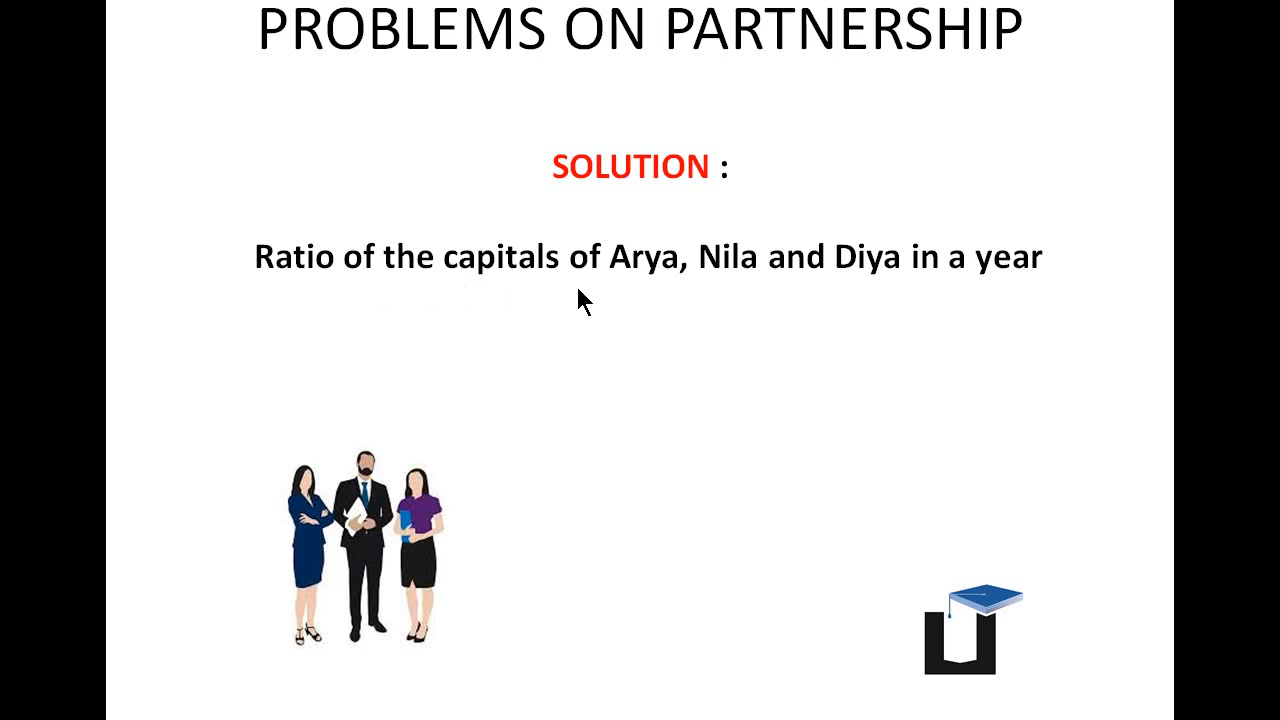 PROBLEMS ON PARTNERSHIP
SOLUTION :
Ratio of the capitals of Arya, Nila and Diya in a year